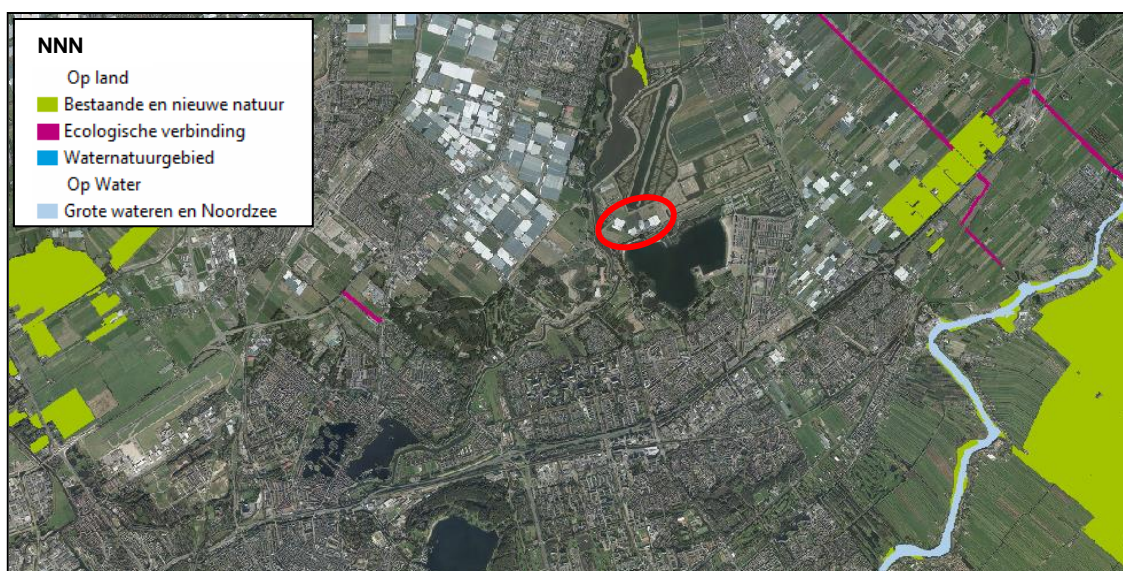 NNN
Op land
Bestaande en nieuwe natuur
Ecologische verbinding
Waternatuurgebied
Op Water
Grote wateren en Noordzee